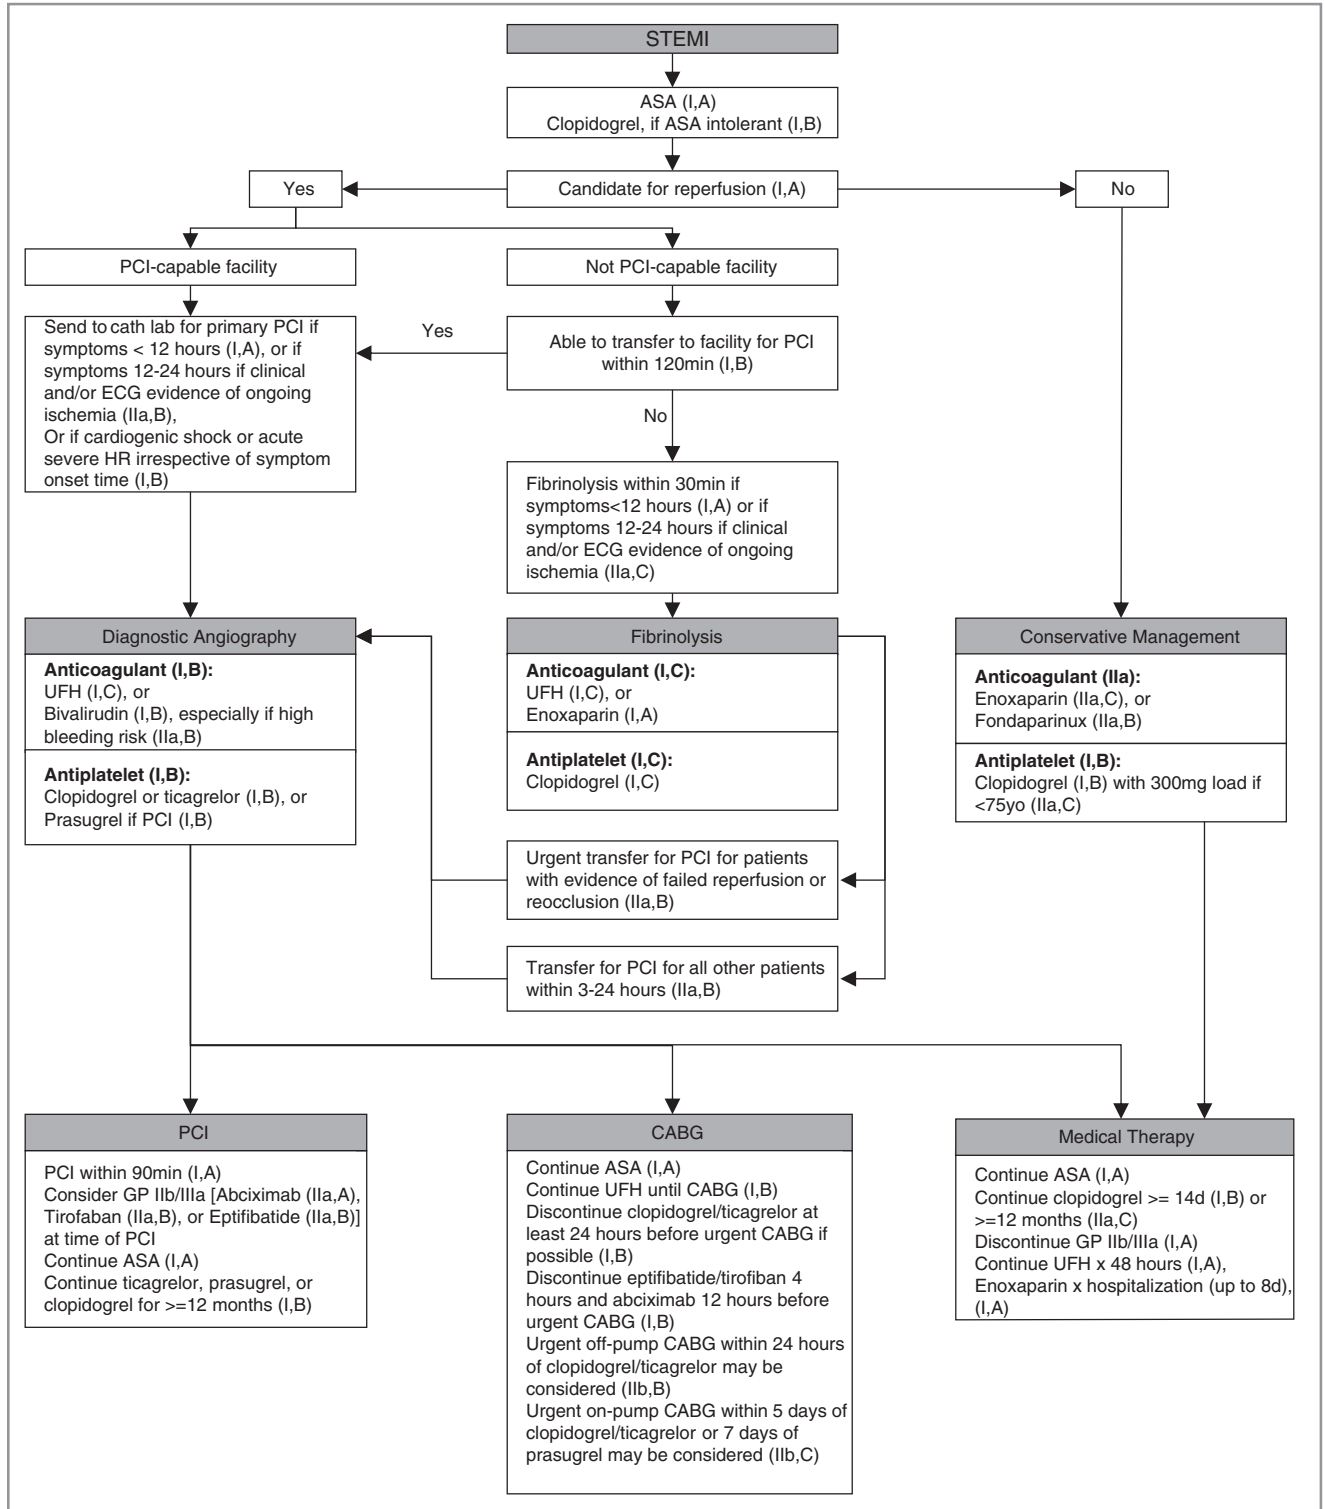 STEMI
ASA (I,A)
Clopidogrel, if ASA intolerant (I,B)
Yes
Candidate for reperfusion (I,A)
No
PCI-capable facility
Not PCI-capable facility
Send to cath lab for primary PCI if
symptoms < 12 hours (I,A), or if
symptoms 12-24 hours if clinical
and/or ECG evidence of ongoing
ischemia (IIa,B),
Or if cardiogenic shock or acute
severe HR irrespective of symptom
onset time (I,B)
Yes
Able to transfer to facility for PCI
within 120min (I,B)
No
Fibrinolysis within 30min if
symptoms<12 hours (I,A) or if
symptoms 12-24 hours if clinical
and/or ECG evidence of ongoing
ischemia (IIa,C)
Diagnostic Angiography
Anticoagulant (I,B):
UFH (I,C), or
Bivalirudin (I,B), especially if high
bleeding risk (IIa,B)
Antiplatelet (I,B):
Clopidogrel or ticagrelor (I,B), or
Prasugrel if PCI (I,B)
Fibrinolysis
Anticoagulant (I,C):
UFH (I,C), or
Enoxaparin (I,A)
Antiplatelet (I,C):
Clopidogrel (I,C)
Conservative Management
Anticoagulant (IIa):
Enoxaparin (IIa,C), or
Fondaparinux (IIa,B)
Antiplatelet (I,B):
Clopidogrel (I,B) with 300mg load if
<75yo (IIa,C)
Urgent transfer for PCI for patients
with evidence of failed reperfusion or
reocclusion (IIa,B)
Transfer for PCI for all other patients
within 3-24 hours (IIa,B)
PCI
PCI within 90min (I,A)
Consider GP IIb/IIIa [Abciximab (IIa,A),
Tirofaban (IIa,B), or Eptifibatide (IIa,B)]
at time of PCI
Continue ASA (I,A)
Continue ticagrelor, prasugrel, or
clopidogrel for >=12 months (I,B)
CABG
Continue ASA (I,A)
Continue UFH until CABG (I,B)
Discontinue clopidogrel/ticagrelor at
least 24 hours before urgent CABG if
possible (I,B)
Discontinue eptifibatide/tirofiban 4
hours and abciximab 12 hours before
urgent CABG (I,B)
Urgent off-pump CABG within 24 hours
of clopidogrel/ticagrelor may be
considered (IIb,B)
Urgent on-pump CABG within 5 days of
clopidogrel/ticagrelor or 7 days of
prasugrel may be considered (IIb,C)
Medical Therapy
Continue ASA (I,A)
Continue clopidogrel >= 14d (I,B) or
>=12 months (IIa,C)
Discontinue GP IIb/IIIa (I,A)
Continue UFH x 48 hours (I,A),
Enoxaparin x hospitalization (up to 8d),
(I,A)